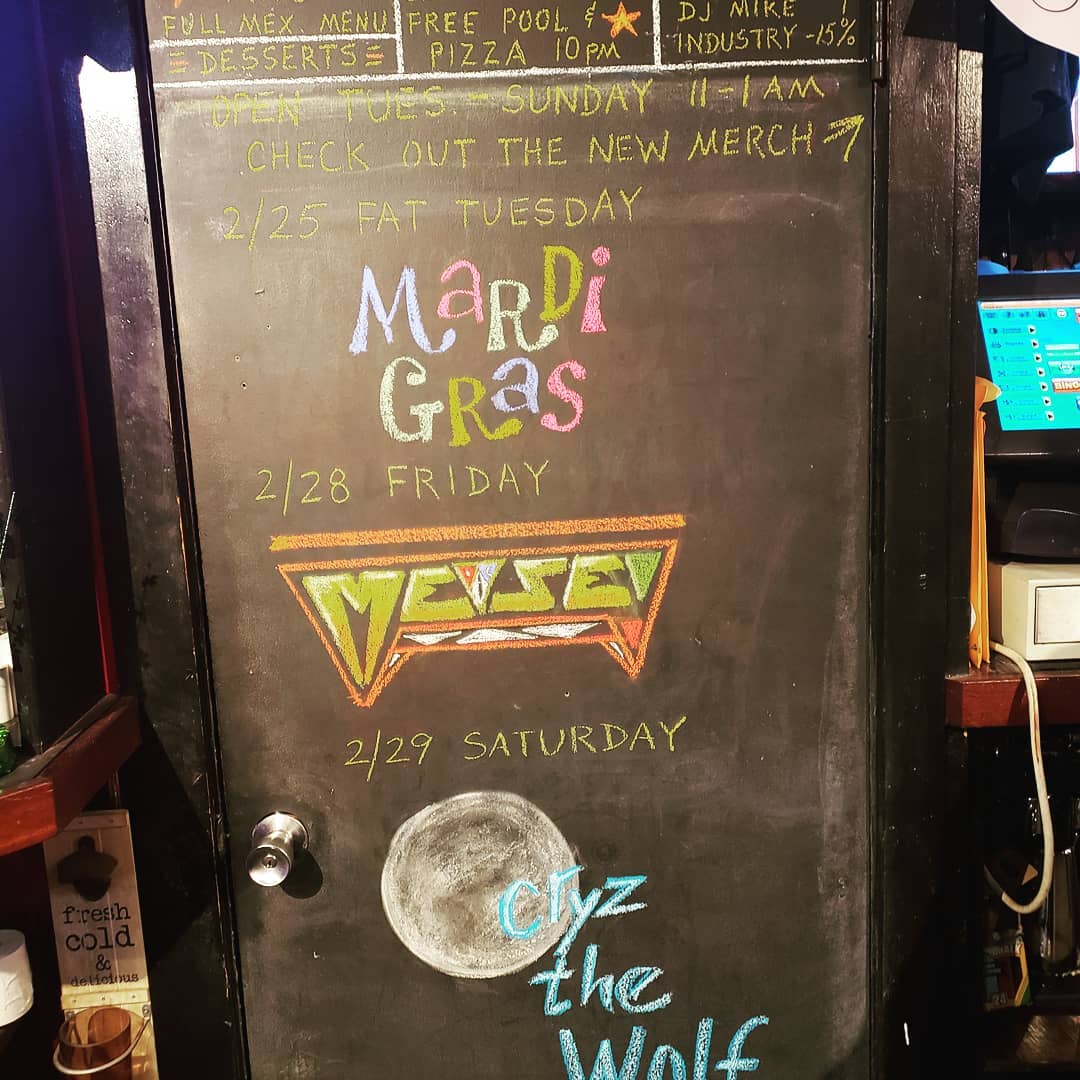 FULL MEX. MENU
DESSERTS
FREE POOL &
PIZZA 10PM
DJ MIKE
INDUSTRY -15%
OPEN TUES. - SUNDAY 11-1AM
CHECK OUT THE NEW MERCH
2/25 FAT TUESDAY
MaRDi
GRaS
2/28 FRIDAY
2/29 SATURDAY
cryz
the
Wolf
fresh
cold
&
delicious